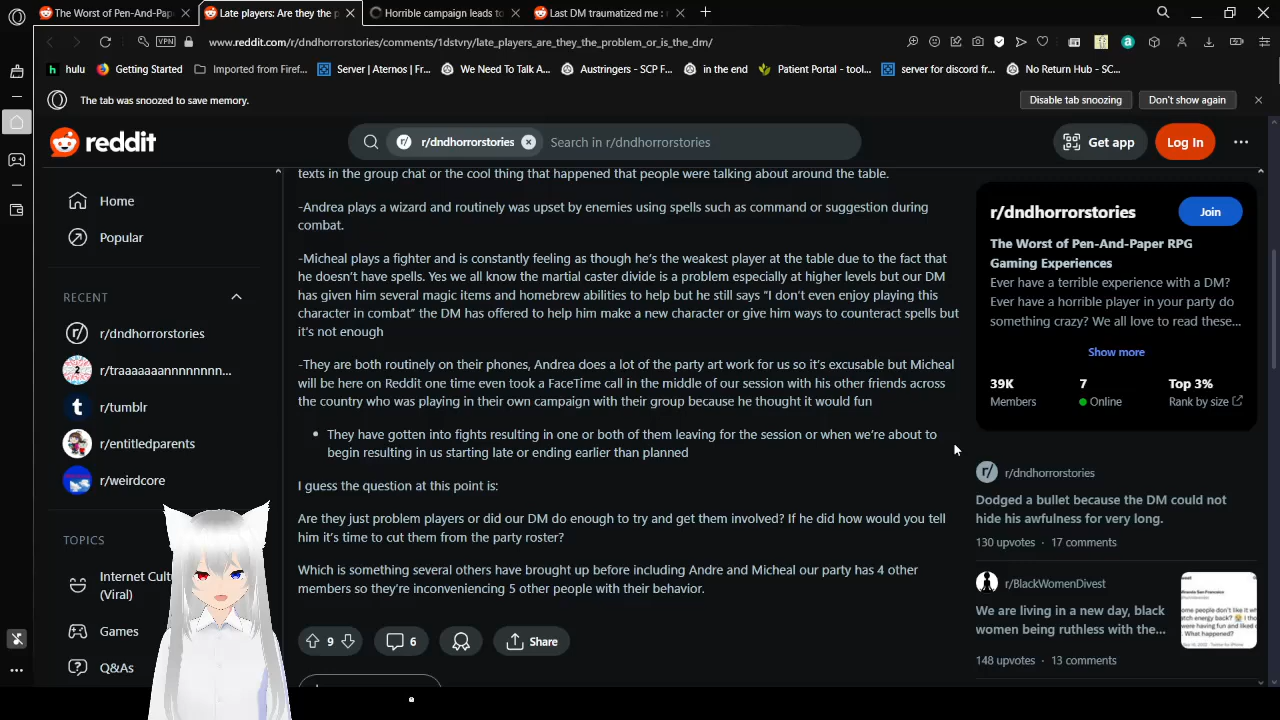 The Worst of Pen-And-Pap
Late players: Are they the p
Horrible campaign leads to
Last DM traumatized me : r
VPN
www.reddit.com/r/dndhorrorstories/comments/1dstvry/late_players_are_they_the_problem_or_is_the_dm/
hulu
Getting Started
Imported from Firef...
Server | Aternos | Fr...
We Need To Talk A...
Austringers - SCP F...
in the end
Patient Portal - tool...
server for discord fr...
No Return Hub - SC...
The tab was snoozed to save memory.
Disable tab snoozing
Don't show again
reddit
r/dndhorrorstories
Search in r/dndhorrorstories
Get app
Log In
Home
Popular
RECENT
r/dndhorrorstories
r/traaaaaaannnnnnnn...
r/tumblr
r/entitledparents
r/weirdcore
TOPICS
Internet Cult
(Viral)
Games
Q&As
texts in the group chat or the cool thing that happened that people were talking about around the table.
-Andrea plays a wizard and routinely was upset by enemies using spells such as command or suggestion during
combat.
-Micheal plays a fighter and is constantly feeling as though he's the weakest player at the table due to the fact that
he doesn't have spells. Yes we all know the martial caster divide is a problem especially at higher levels but our DM
has given him several magic items and homebrew abilities to help but he still says "I don't even enjoy playing this
character in combat" the DM has offered to help him make a new character or give him ways to counteract spells but
it's not enough
-They are both routinely on their phones, Andrea does a lot of the party art work for us so it's excusable but Micheal
will be here on Reddit one time even took a FaceTime call in the middle of our session with his other friends across
the country who was playing in their own campaign with their group because he thought it would fun
• They have gotten into fights resulting in one or both of them leaving for the session or when we're about to
begin resulting in us starting late or ending earlier than planned
I guess the question at this point is:
Are they just problem players or did our DM do enough to try and get them involved? If he did how would you tell
him it's time to cut them from the party roster?
Which is something several others have brought up before including Andre and Micheal our party has 4 other
members so they're inconveniencing 5 other people with their behavior.
9
6
Share
r/dndhorrorstories
Join
The Worst of Pen-And-Paper RPG
Gaming Experiences
Ever have a terrible experience with a DM?
Ever have a horrible player in your party do
something crazy? We all love to read these...
Show more
39K
Members
7
Online
Top 3%
Rank by size
r/dndhorrorstories
Dodged a bullet because the DM could not
hide his awfulness for very long.
130 upvotes · 17 comments
r/BlackWomenDivest
We are living in a new day, black
women being ruthless with the...
148 upvotes · 13 comments